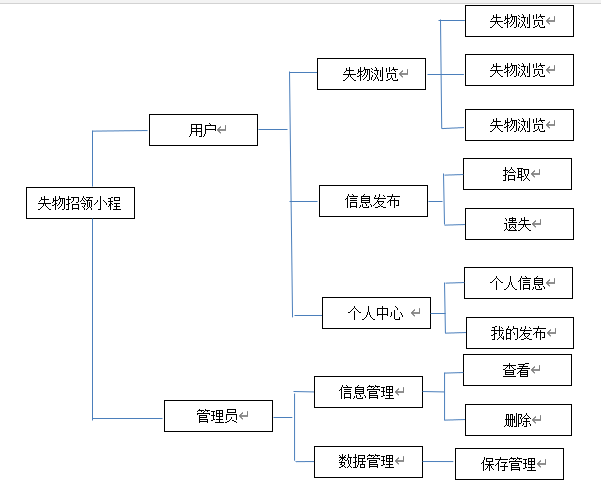 失物浏览
失物浏览
失物浏览
失物浏览
用户
拾取
失物招领小程
信息发布
遗失
个人信息
个人中心
我的发布
查看
信息管理
管理员
删除
数据管理
保存管理